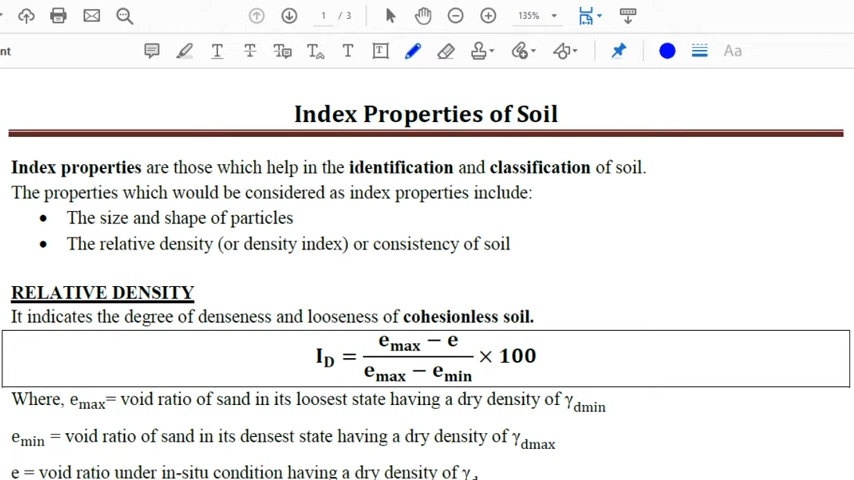 1 / 3
135%
nt
T T T T T T
Aa
Index Properties of Soil
Index properties are those which help in the identification and classification of soil.
The properties which would be considered as index properties include:
• The size and shape of particles
• The relative density (or density index) or consistency of soil
RELATIVE DENSITY
It indicates the degree of denseness and looseness of cohesionless soil.
I_D = (e_max − e) / (e_max − e_min) × 100
Where, e_max= void ratio of sand in its loosest state having a dry density of γ_dmin
e_min = void ratio of sand in its densest state having a dry density of γ_dmax
e = void ratio under in-situ condition having a dry density of γ_d